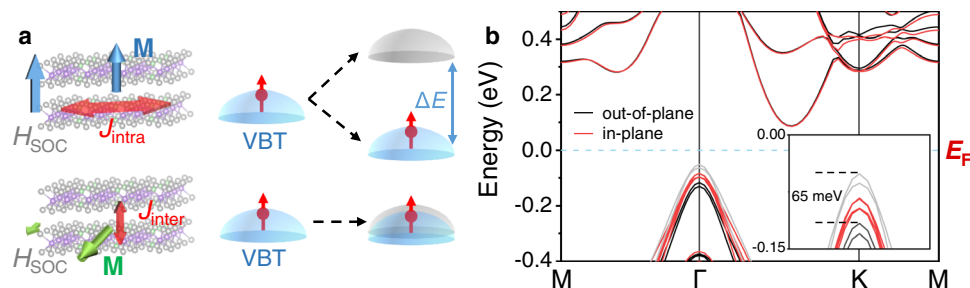 a
M
H_SOC
J_intra
VBT
ΔE
J_inter
H_SOC
M
VBT
b
Energy (eV)
0.4
0.2
0.0
-0.2
-0.4
out-of-plane
in-plane
E_F
0.00
65 meV
-0.15
M
Γ
K
M